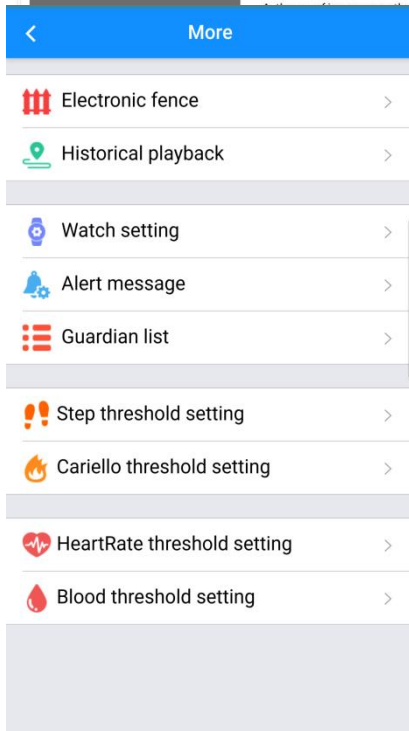 More
Electronic fence
Historical playback
Watch setting
Alert message
Guardian list
Step threshold setting
Cariello threshold setting
HeartRate threshold setting
Blood threshold setting